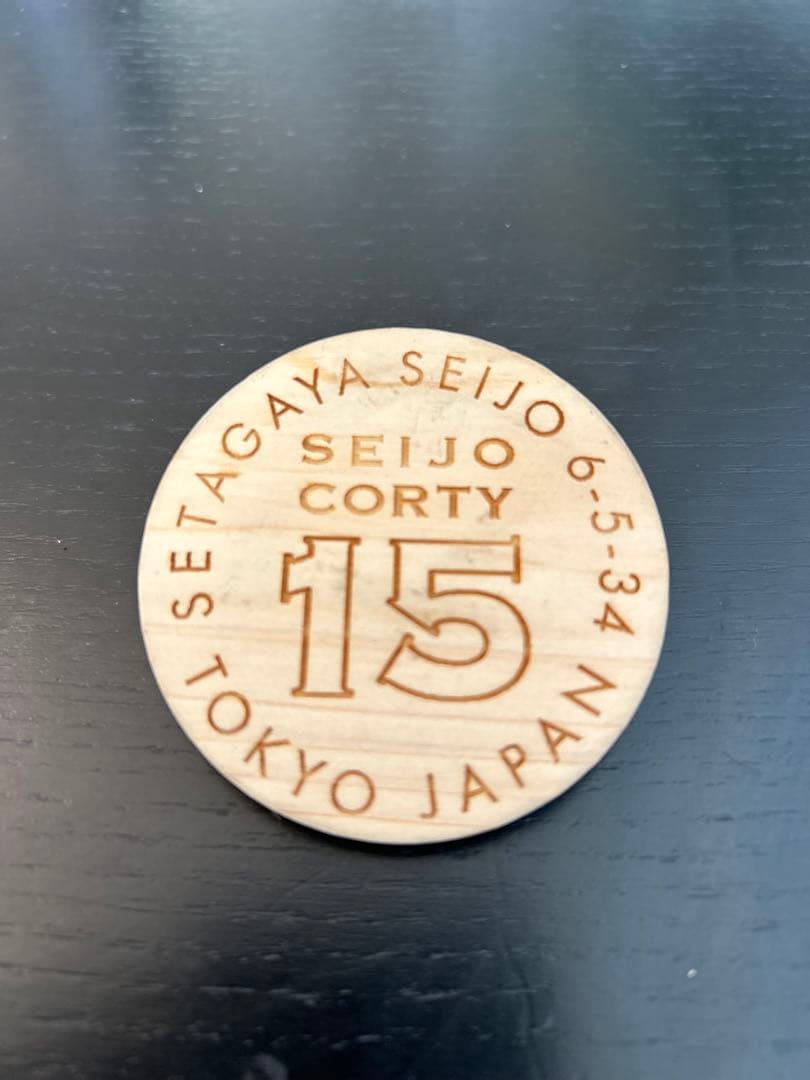 SETAGAYA SEIJO 6-5-34
SEIJO
CORTY
15
TOKYO JAPAN